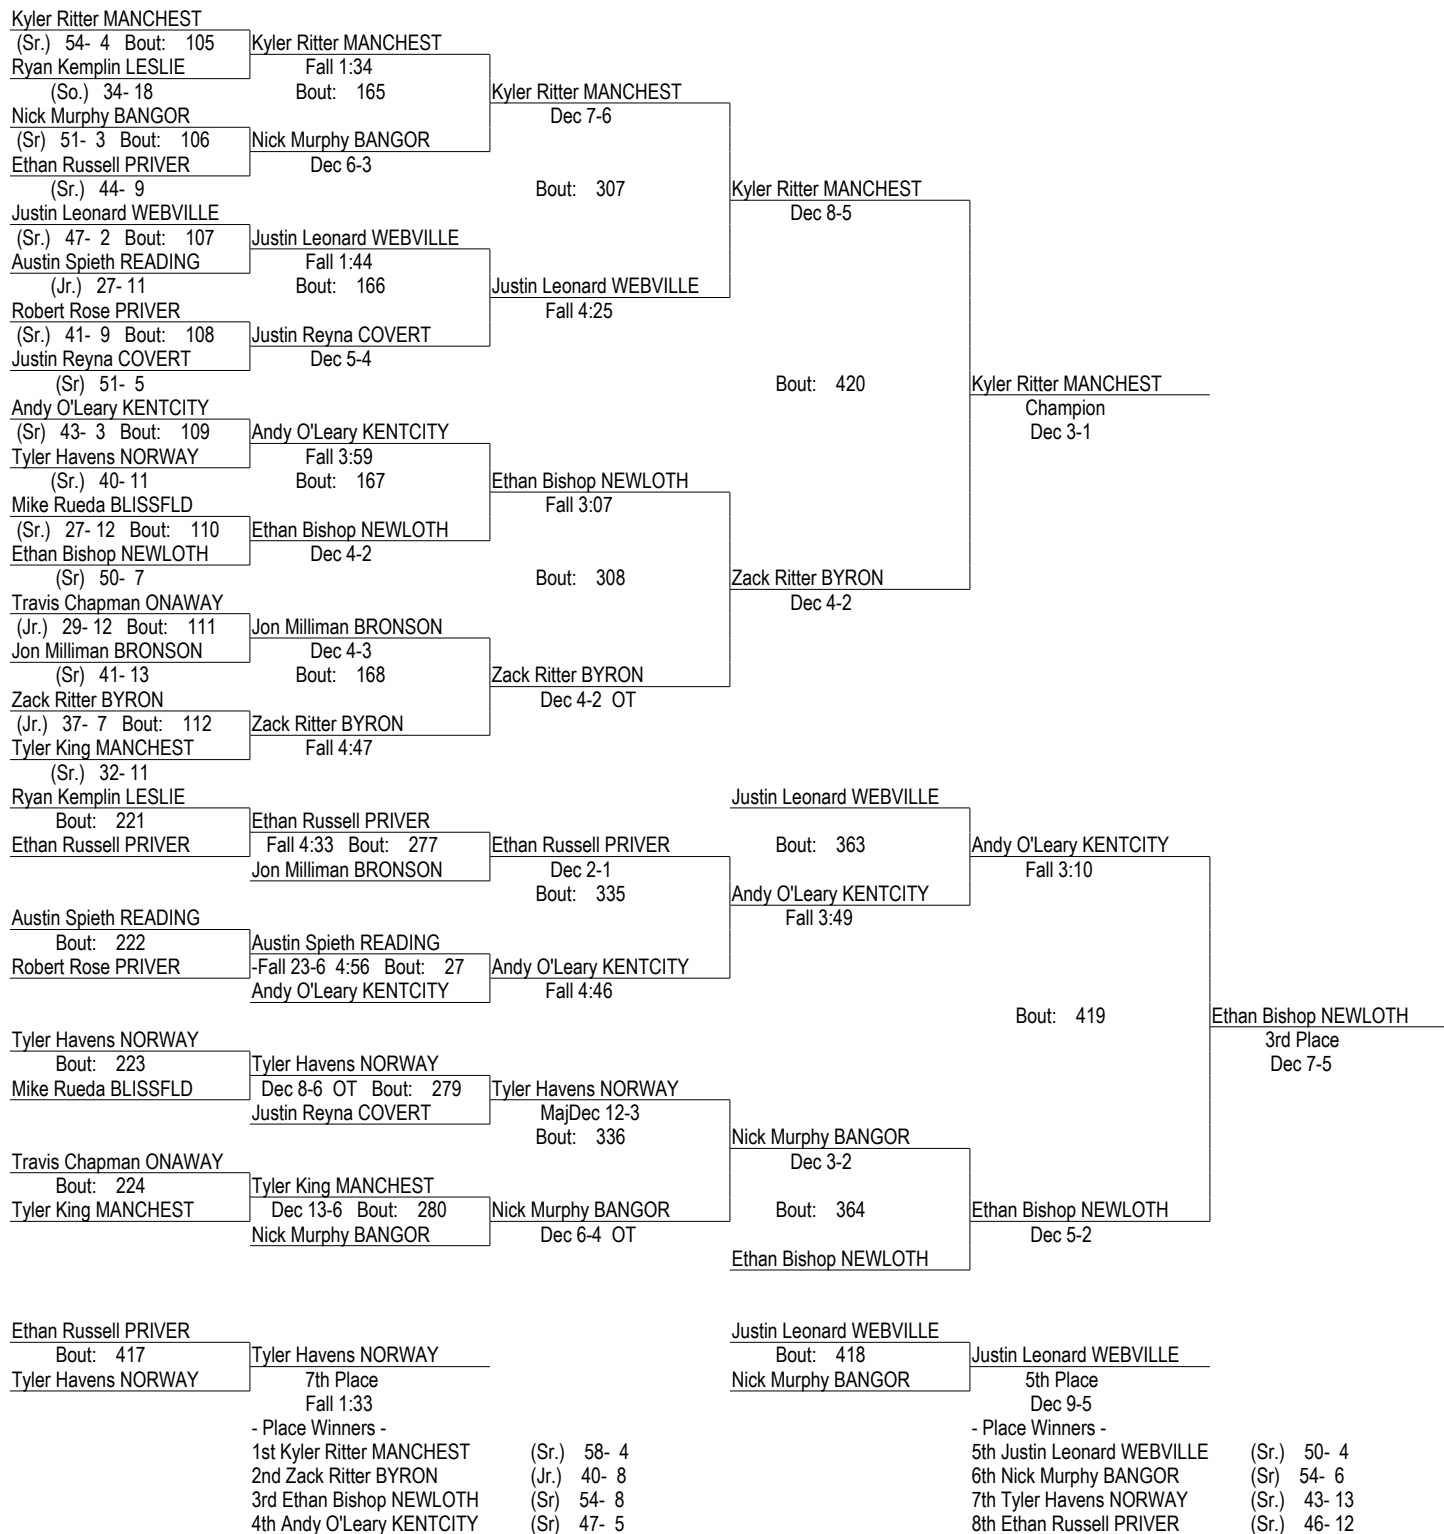 Kyler Ritter MANCHEST
(Sr.) 54- 4 Bout: 105 Kyler Ritter MANCHEST
Ryan Kemplin LESLIE Fall 1:34
(So.) 34- 18 Bout: 165 Kyler Ritter MANCHEST
Nick Murphy BANGOR Dec 7-6
(Sr) 51- 3 Bout: 106 Nick Murphy BANGOR
Ethan Russell PRIVER Dec 6-3
(Sr.) 44- 9 Bout: 307 Kyler Ritter MANCHEST
Justin Leonard WEBVILLE Dec 8-5
(Sr.) 47- 2 Bout: 107 Justin Leonard WEBVILLE
Austin Spieth READING Fall 1:44
(Jr.) 27- 11 Bout: 166 Justin Leonard WEBVILLE
Robert Rose PRIVER Fall 4:25
(Sr.) 41- 9 Bout: 108 Justin Reyna COVERT
Justin Reyna COVERT Dec 5-4
(Sr) 51- 5 Bout: 420 Kyler Ritter MANCHEST
Andy O'Leary KENTCITY Champion
(Sr) 43- 3 Bout: 109 Andy O'Leary KENTCITY Dec 3-1
Tyler Havens NORWAY Fall 3:59
(Sr.) 40- 11 Bout: 167 Ethan Bishop NEWLOTH
Mike Rueda BLISSFLD Fall 3:07
(Sr.) 27- 12 Bout: 110 Ethan Bishop NEWLOTH
Ethan Bishop NEWLOTH Dec 4-2
(Sr) 50- 7 Bout: 308 Zack Ritter BYRON
Travis Chapman ONAWAY Dec 4-2
(Jr.) 29- 12 Bout: 111 Jon Milliman BRONSON
Jon Milliman BRONSON Dec 4-3
(Sr) 41- 13 Bout: 168 Zack Ritter BYRON
Zack Ritter BYRON Dec 4-2 OT
(Jr.) 37- 7 Bout: 112 Zack Ritter BYRON
Tyler King MANCHEST Fall 4:47
(Sr.) 32- 11
Ryan Kemplin LESLIE Justin Leonard WEBVILLE
Bout: 221 Ethan Russell PRIVER
Ethan Russell PRIVER Fall 4:33 Bout: 277 Ethan Russell PRIVER Bout: 363 Andy O'Leary KENTCITY
Jon Milliman BRONSON Dec 2-1 Fall 3:10
Bout: 335 Andy O'Leary KENTCITY
Austin Spieth READING Fall 3:49
Bout: 222 Austin Spieth READING
Robert Rose PRIVER -Fall 23-6 4:56 Bout: 27 Andy O'Leary KENTCITY
Andy O'Leary KENTCITY Fall 4:46
Bout: 419 Ethan Bishop NEWLOTH
Tyler Havens NORWAY 3rd Place
Bout: 223 Tyler Havens NORWAY Dec 7-5
Mike Rueda BLISSFLD Dec 8-6 OT Bout: 279 Tyler Havens NORWAY
Justin Reyna COVERT MajDec 12-3
Bout: 336 Nick Murphy BANGOR
Travis Chapman ONAWAY Dec 3-2
Bout: 224 Tyler King MANCHEST
Tyler King MANCHEST Dec 13-6 Bout: 280 Nick Murphy BANGOR Bout: 364 Ethan Bishop NEWLOTH
Nick Murphy BANGOR Dec 6-4 OT Dec 5-2
Ethan Bishop NEWLOTH
Ethan Russell PRIVER Justin Leonard WEBVILLE
Bout: 417 Tyler Havens NORWAY Bout: 418 Justin Leonard WEBVILLE
Tyler Havens NORWAY 7th Place Nick Murphy BANGOR 5th Place
Fall 1:33 Dec 9-5
- Place Winners - - Place Winners -
1st Kyler Ritter MANCHEST (Sr.) 58- 4 5th Justin Leonard WEBVILLE (Sr.) 50- 4
2nd Zack Ritter BYRON (Jr.) 40- 8 6th Nick Murphy BANGOR (Sr) 54- 6
3rd Ethan Bishop NEWLOTH (Sr) 54- 8 7th Tyler Havens NORWAY (Sr.) 43- 13
4th Andy O'Leary KENTCITY (Sr) 47- 5 8th Ethan Russell PRIVER (Sr.) 46- 12